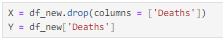 X = df_new.drop(columns = ['Deaths'])
Y = df_new['Deaths']